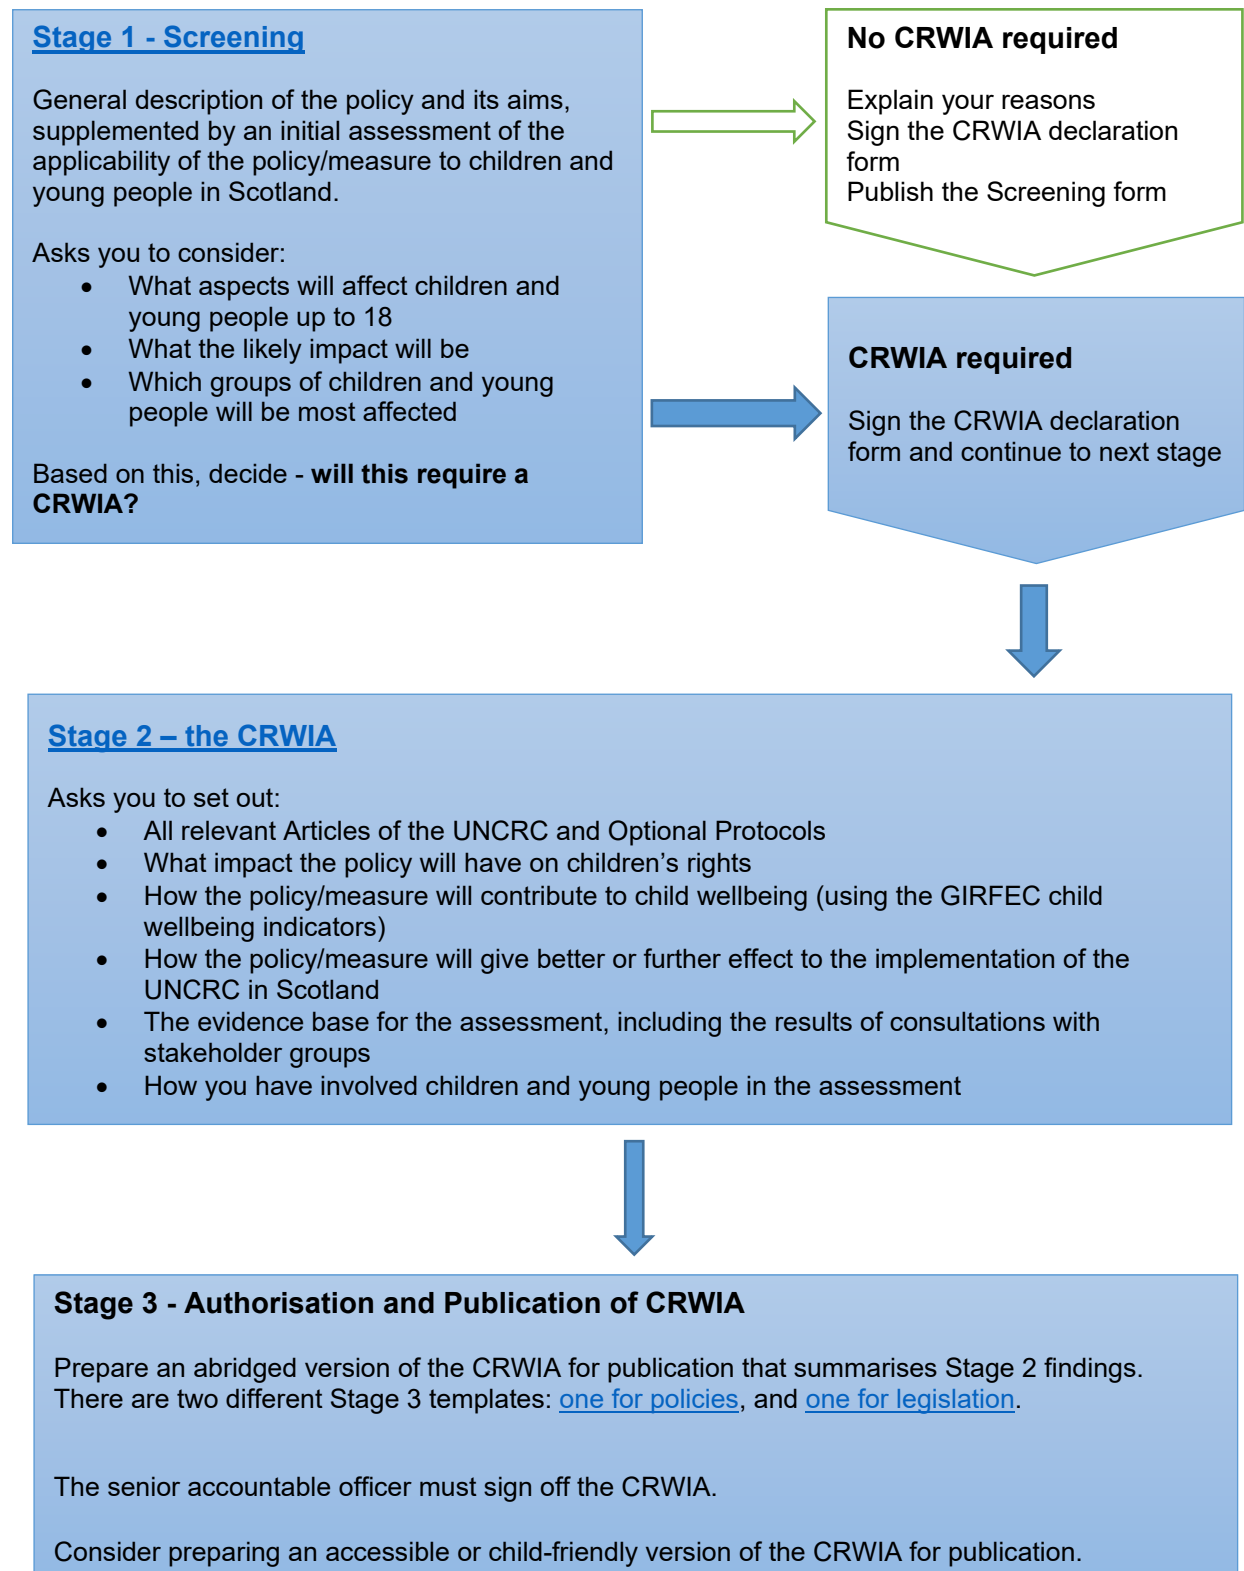 Stage 1 - Screening
General description of the policy and its aims,
supplemented by an initial assessment of the
applicability of the policy/measure to children and
young people in Scotland.
Asks you to consider:
• What aspects will affect children and
young people up to 18
• What the likely impact will be
• Which groups of children and young
people will be most affected
Based on this, decide - will this require a
CRWIA?
No CRWIA required
Explain your reasons
Sign the CRWIA declaration
form
Publish the Screening form
CRWIA required
Sign the CRWIA declaration
form and continue to next stage
Stage 2 – the CRWIA
Asks you to set out:
• All relevant Articles of the UNCRC and Optional Protocols
• What impact the policy will have on children’s rights
• How the policy/measure will contribute to child wellbeing (using the GIRFEC child
wellbeing indicators)
• How the policy/measure will give better or further effect to the implementation of the
UNCRC in Scotland
• The evidence base for the assessment, including the results of consultations with
stakeholder groups
• How you have involved children and young people in the assessment
Stage 3 - Authorisation and Publication of CRWIA
Prepare an abridged version of the CRWIA for publication that summarises Stage 2 findings.
There are two different Stage 3 templates: one for policies, and one for legislation.
The senior accountable officer must sign off the CRWIA.
Consider preparing an accessible or child-friendly version of the CRWIA for publication.